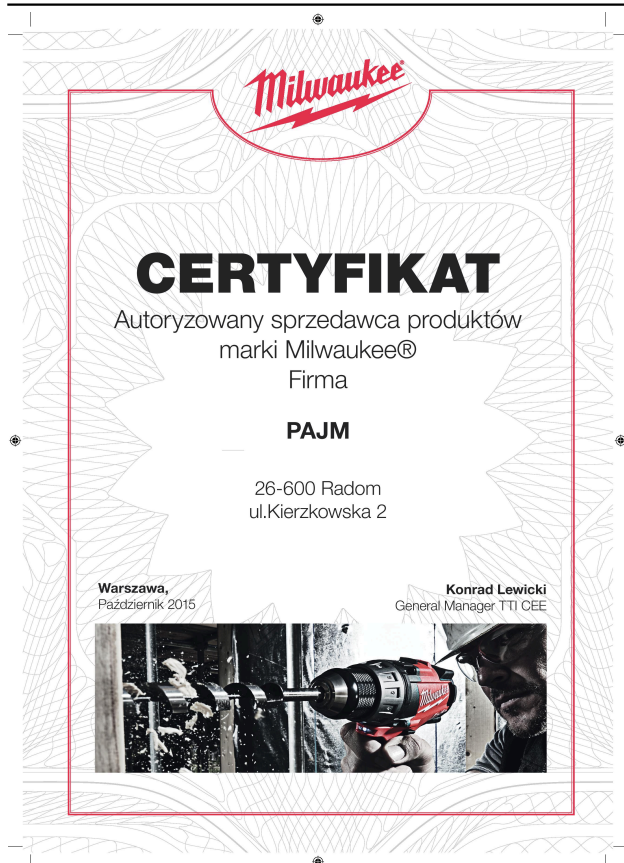 Milwaukee®
CERTYFIKAT
Autoryzowany sprzedawca produktów
marki Milwaukee®
Firma
PAJM
26-600 Radom
ul.Kierzkowska 2
Warszawa,
Październik 2015
Konrad Lewicki
General Manager TTI CEE
Milwaukee